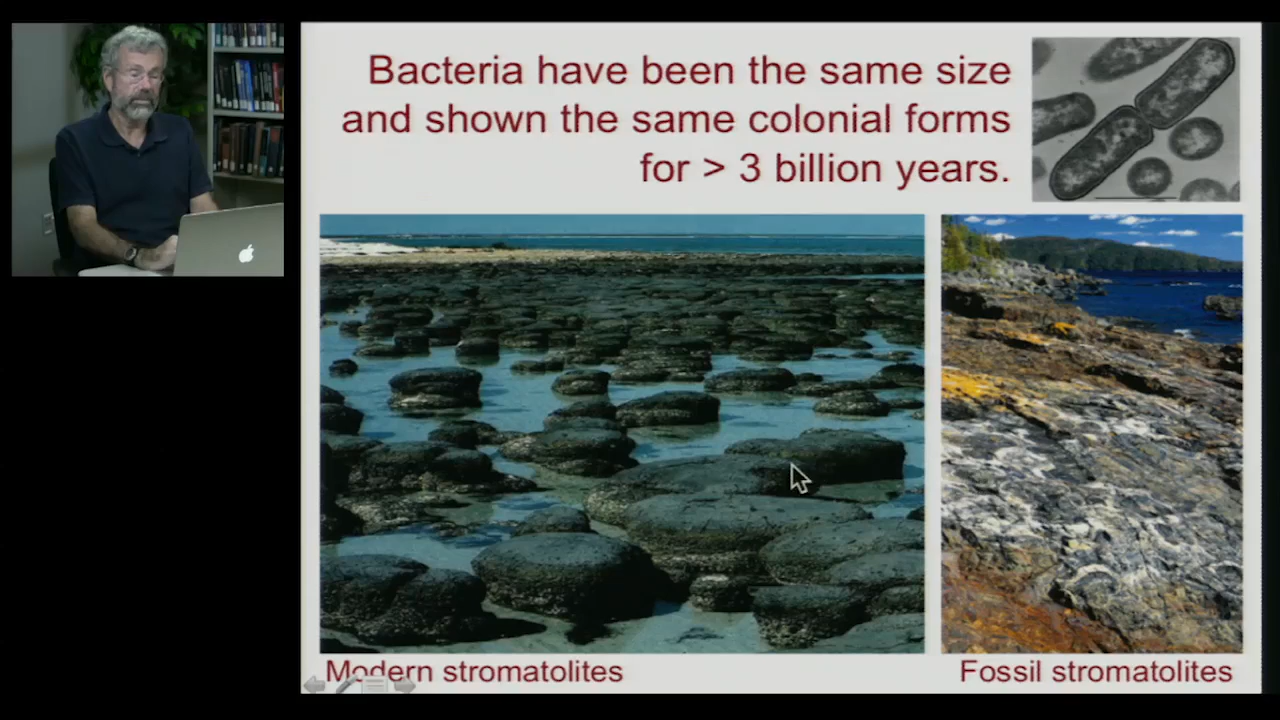 Bacteria have been the same size
and shown the same colonial forms
for > 3 billion years.
Modern stromatolites
Fossil stromatolites